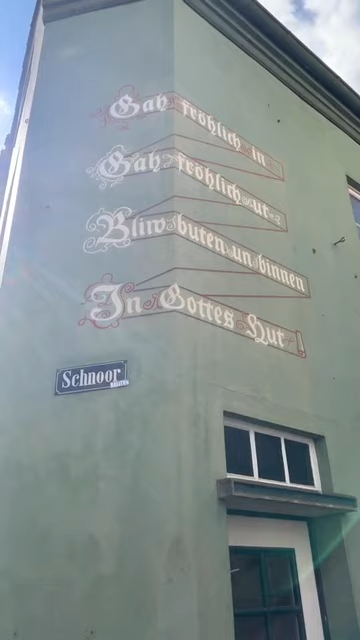 Gah fröhlich in
Gah fröhlich ut
Bliw buten un binnen
In Gottes Hut!
Schnoor